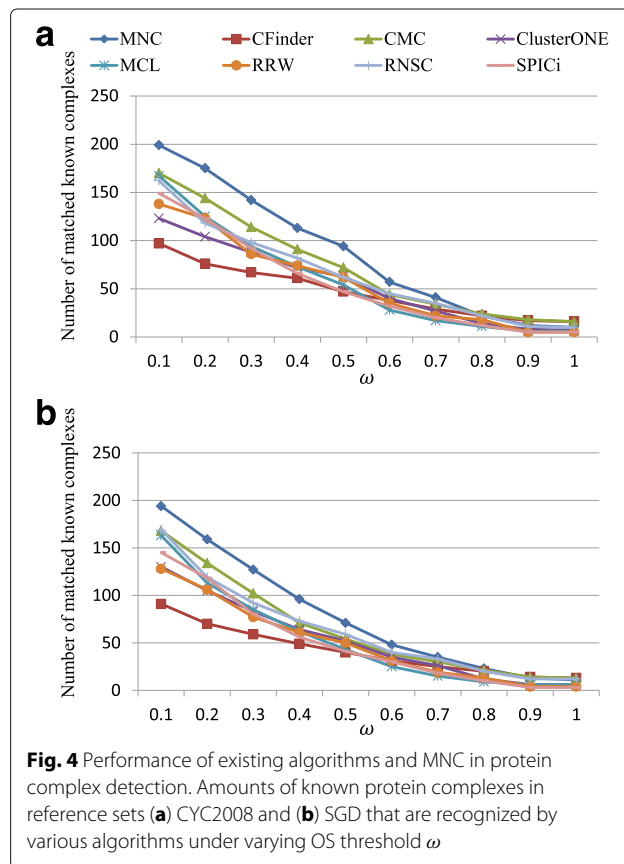 a
MNC CFinder CMC ClusterONE
MCL RRW RNSC SPICi
Number of matched known complexes
250
200
150
100
50
0
0.1 0.2 0.3 0.4 0.5 0.6 0.7 0.8 0.9 1
ω
b
Number of matched known complexes
250
200
150
100
50
0
0.1 0.2 0.3 0.4 0.5 0.6 0.7 0.8 0.9 1
ω
Fig. 4 Performance of existing algorithms and MNC in protein
complex detection. Amounts of known protein complexes in
reference sets (a) CYC2008 and (b) SGD that are recognized by
various algorithms under varying OS threshold ω